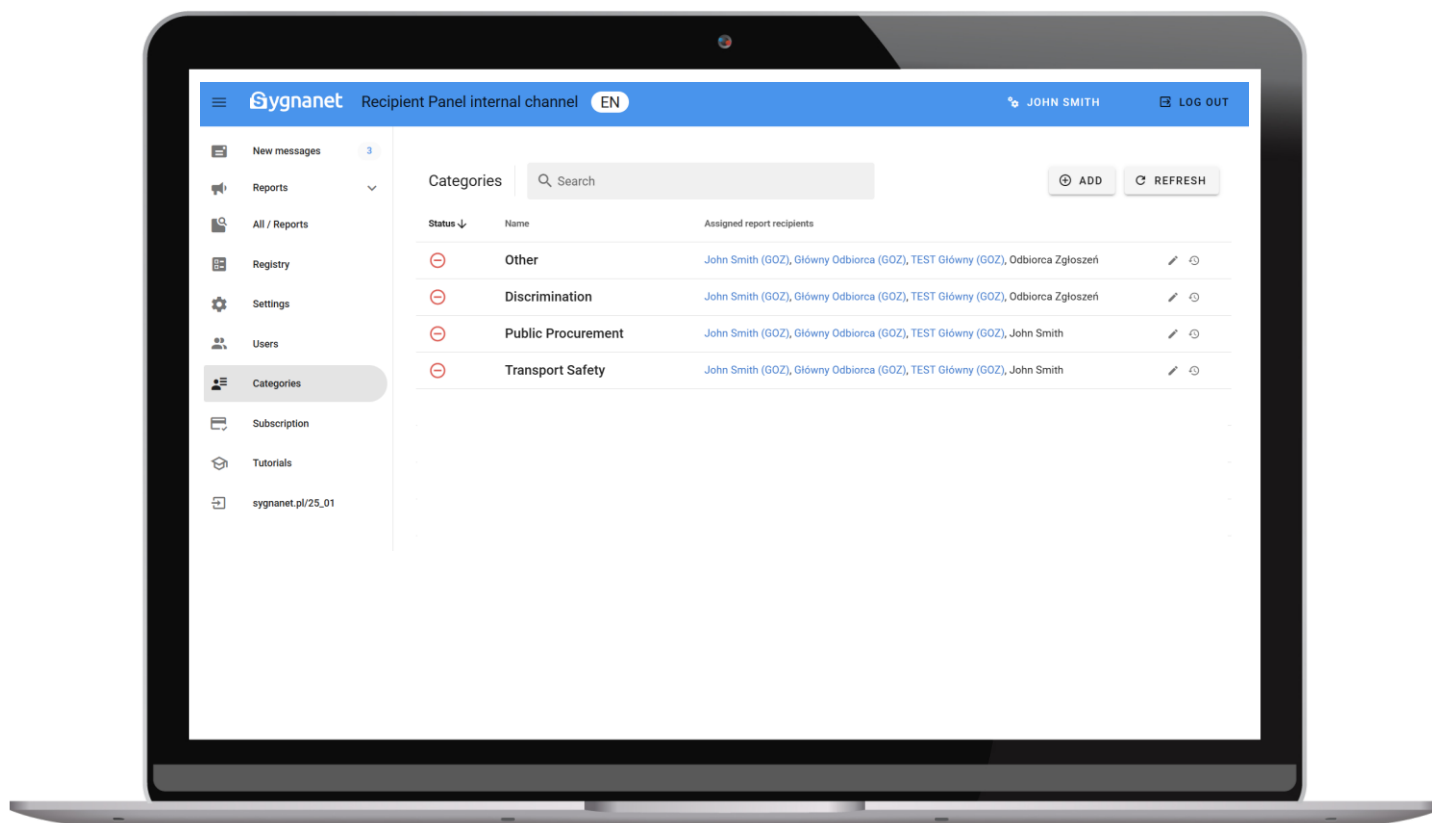 Sygnanet Recipient Panel internal channel EN JOHN SMITH LOG OUT
New messages 3
Reports
All / Reports
Registry
Settings
Users
Categories
Subscription
Tutorials
sygnanet.pl/25_01
Categories Search ADD REFRESH
Status Name Assigned report recipients
Other John Smith (GOZ), Główny Odbiorca (GOZ), TEST Główny (GOZ), Odbiorca Zgłoszeń
Discrimination John Smith (GOZ), Główny Odbiorca (GOZ), TEST Główny (GOZ), Odbiorca Zgłoszeń
Public Procurement John Smith (GOZ), Główny Odbiorca (GOZ), TEST Główny (GOZ), John Smith
Transport Safety John Smith (GOZ), Główny Odbiorca (GOZ), TEST Główny (GOZ), John Smith